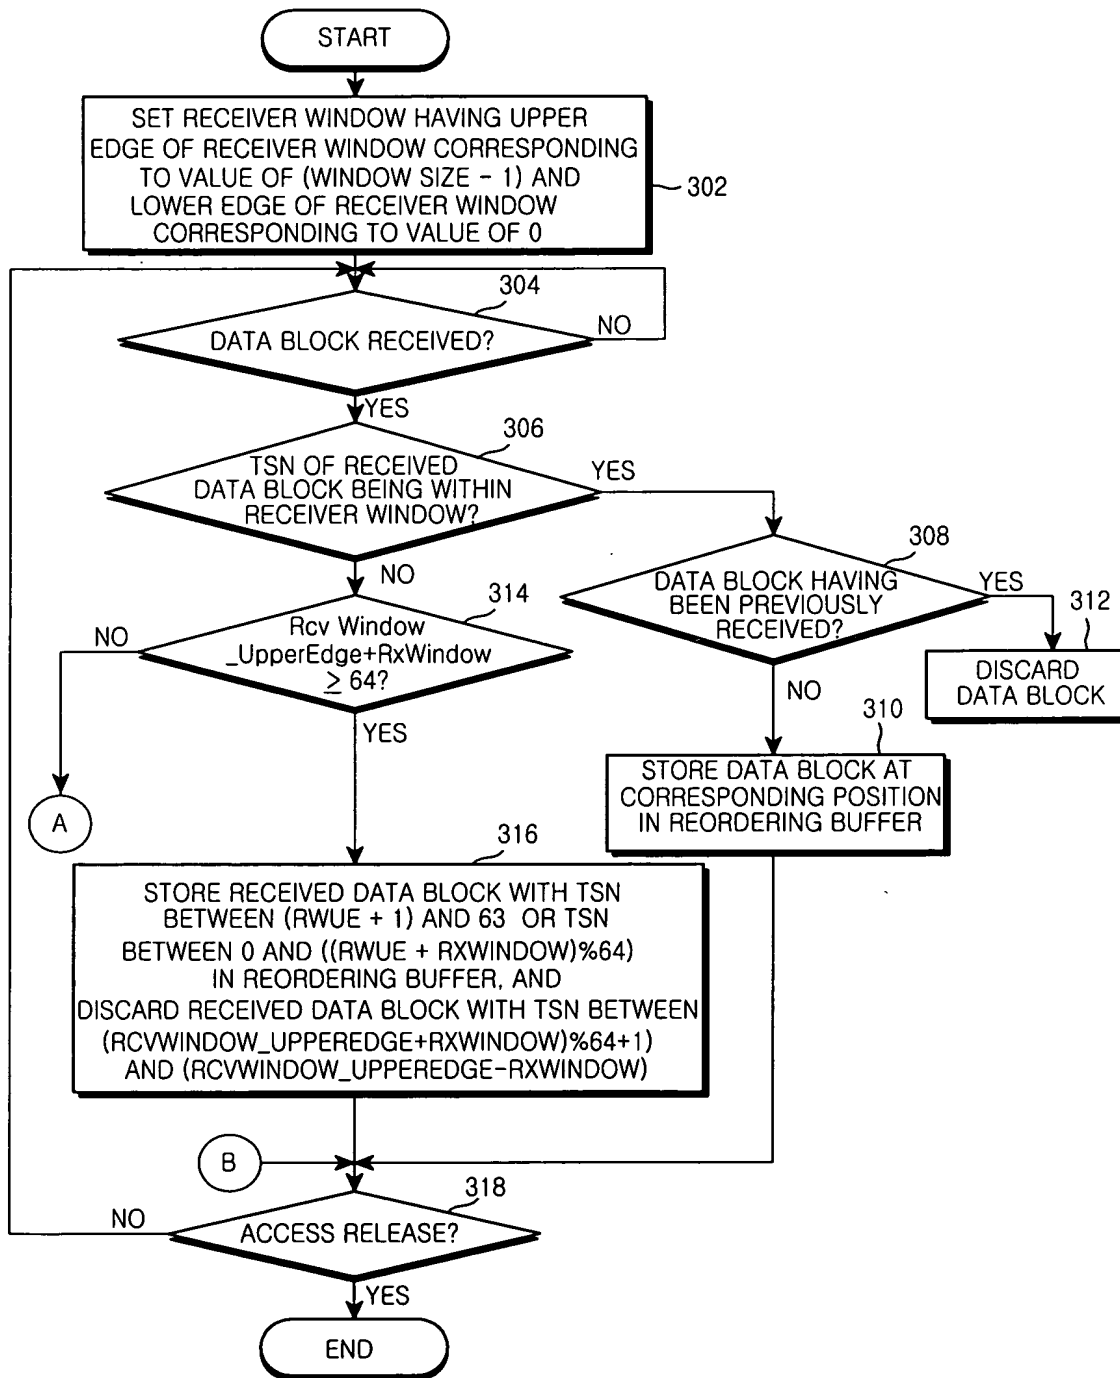 START
SET RECEIVER WINDOW HAVING UPPER
EDGE OF RECEIVER WINDOW CORRESPONDING
TO VALUE OF (WINDOW SIZE - 1) AND
LOWER EDGE OF RECEIVER WINDOW
CORRESPONDING TO VALUE OF 0
302
304
DATA BLOCK RECEIVED?
NO
YES
306
TSN OF RECEIVED
DATA BLOCK BEING WITHIN
RECEIVER WINDOW?
YES
NO
308
DATA BLOCK HAVING
BEEN PREVIOUSLY
RECEIVED?
YES
NO
312
DISCARD
DATA BLOCK
314
Rcv Window
_UpperEdge+RxWindow
≥ 64?
NO
YES
A
310
STORE DATA BLOCK AT
CORRESPONDING POSITION
IN REORDERING BUFFER
316
STORE RECEIVED DATA BLOCK WITH TSN
BETWEEN (RWUE + 1) AND 63 OR TSN
BETWEEN 0 AND ((RWUE + RXWINDOW)%64)
IN REORDERING BUFFER, AND
DISCARD RECEIVED DATA BLOCK WITH TSN BETWEEN
(RCVWINDOW_UPPEREDGE+RXWINDOW)%64+1)
AND (RCVWINDOW_UPPEREDGE-RXWINDOW)
B
318
ACCESS RELEASE?
NO
YES
END